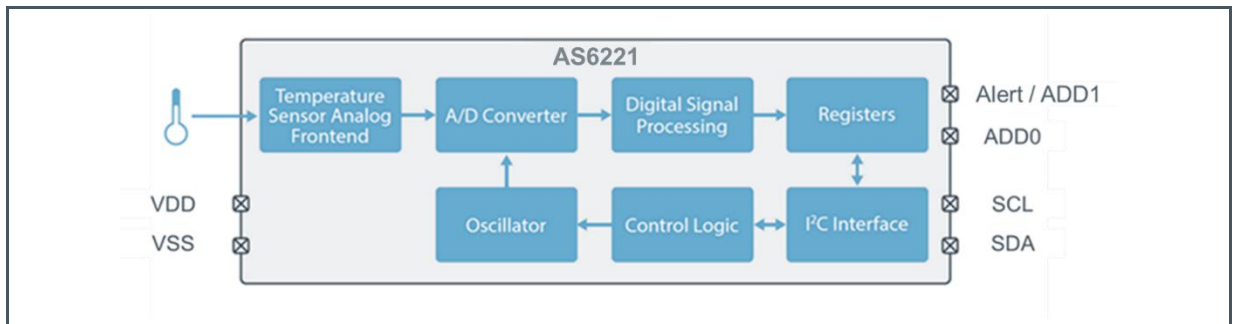 AS6221
Temperature
Sensor Analog
Frontend
A/D Converter
Digital Signal
Processing
Registers
Alert / ADD1
ADD0
VDD
VSS
Oscillator
Control Logic
I²C Interface
SCL
SDA